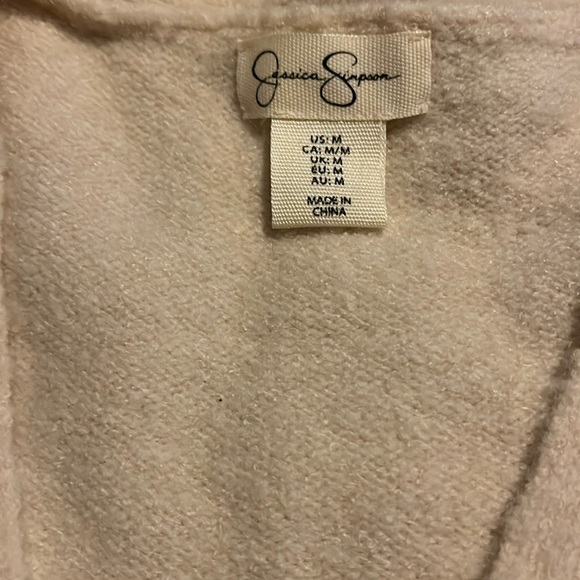 Jessica Simpson
US: M
CA: M/M
UK: M
EU: M
AU: M
MADE IN
CHINA